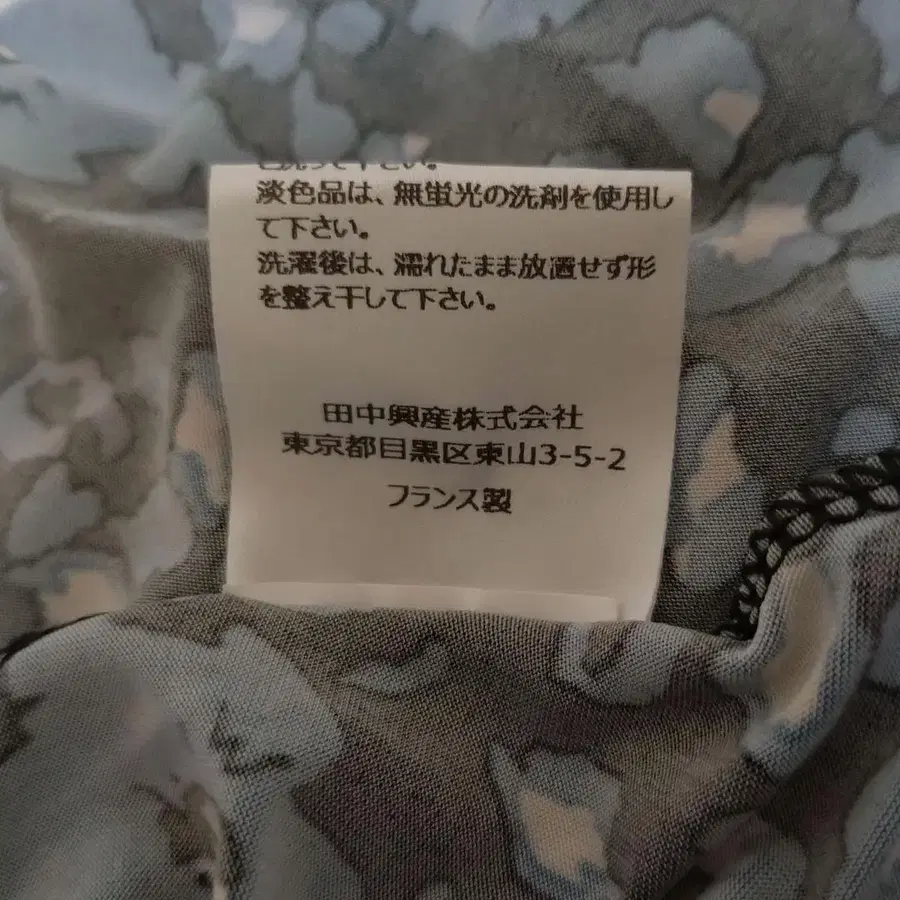 淡色品は、無蛍光の洗剤を使用し
て下さい。
洗濯後は、濡れたまま放置せず形
を整え干して下さい。
田中興産株式会社
東京都目黒区東山3-5-2
フランス製